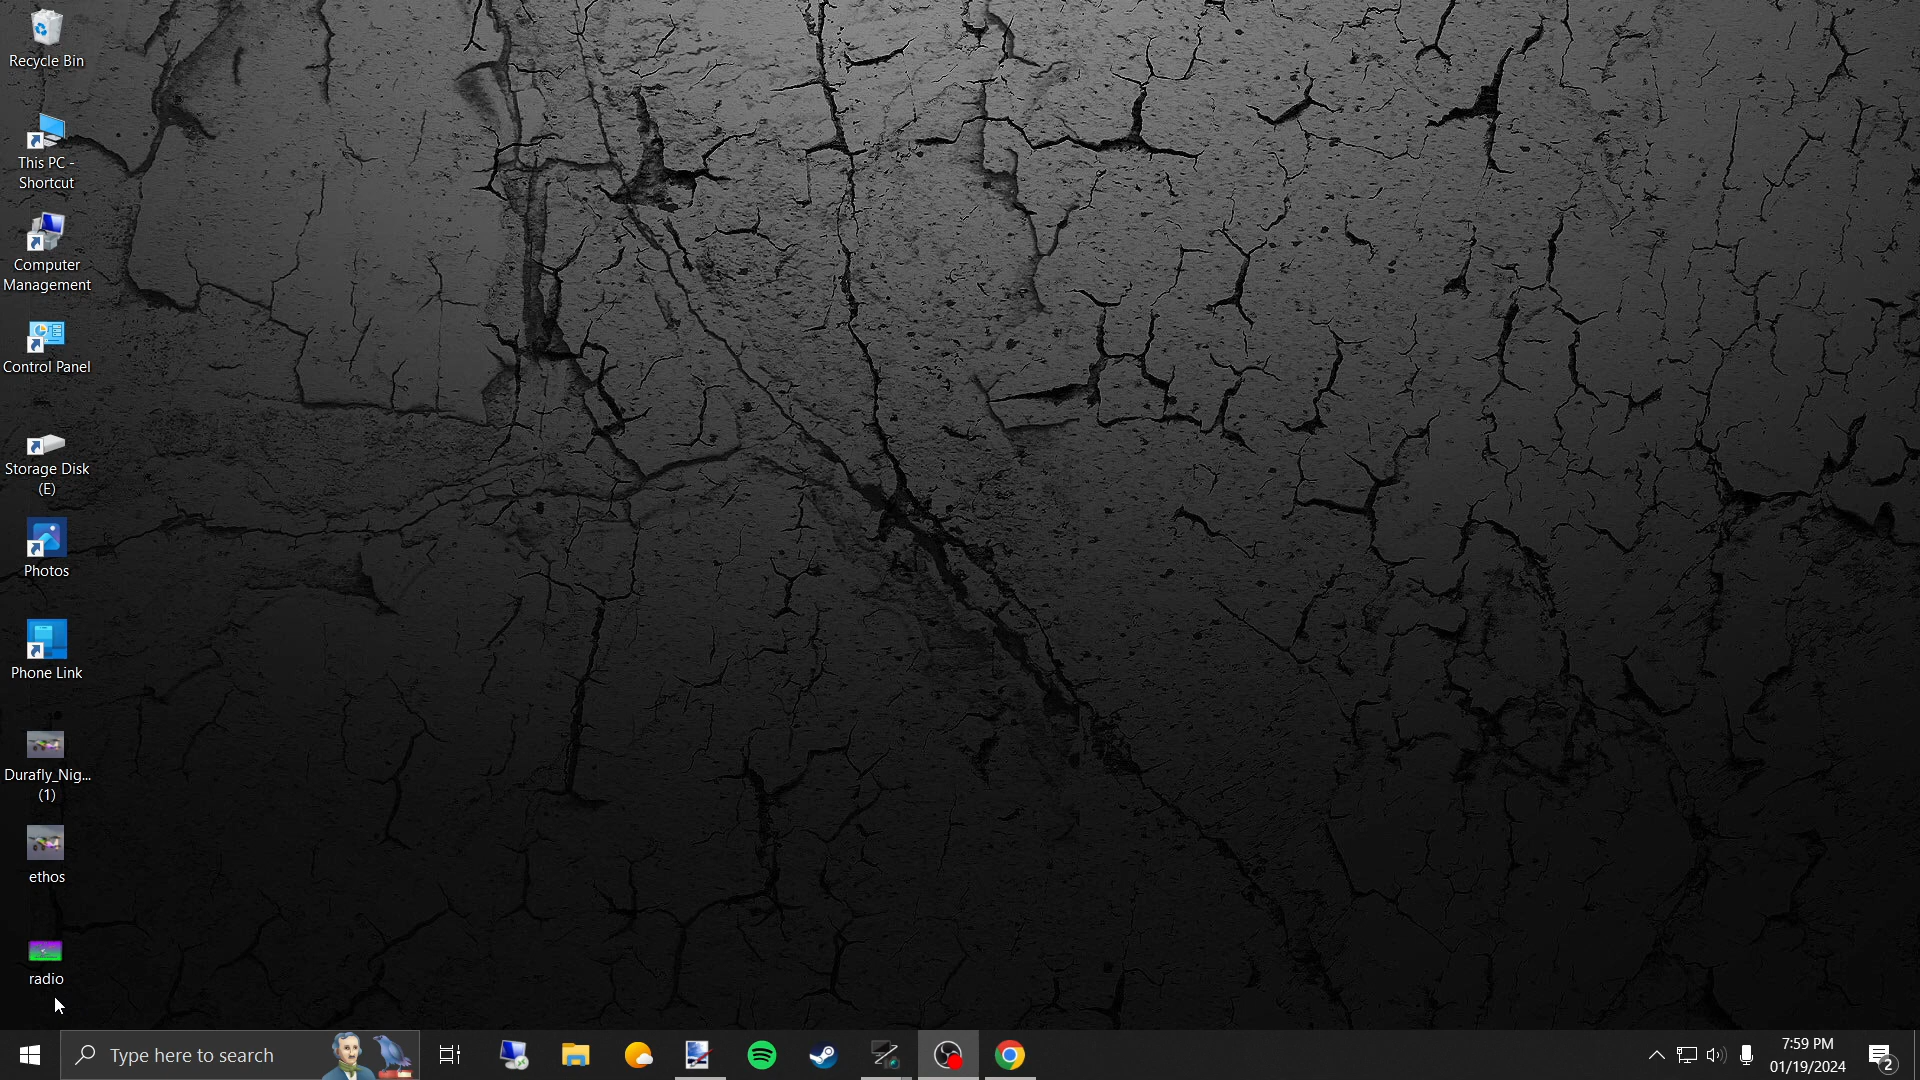 Recycle Bin
This PC -
Shortcut
Computer
Management
Control Panel
Storage Disk
(E)
Photos
Phone Link
Durafly_Nig...
(1)
ethos
radio
Type here to search
7:59 PM
01/19/2024
2